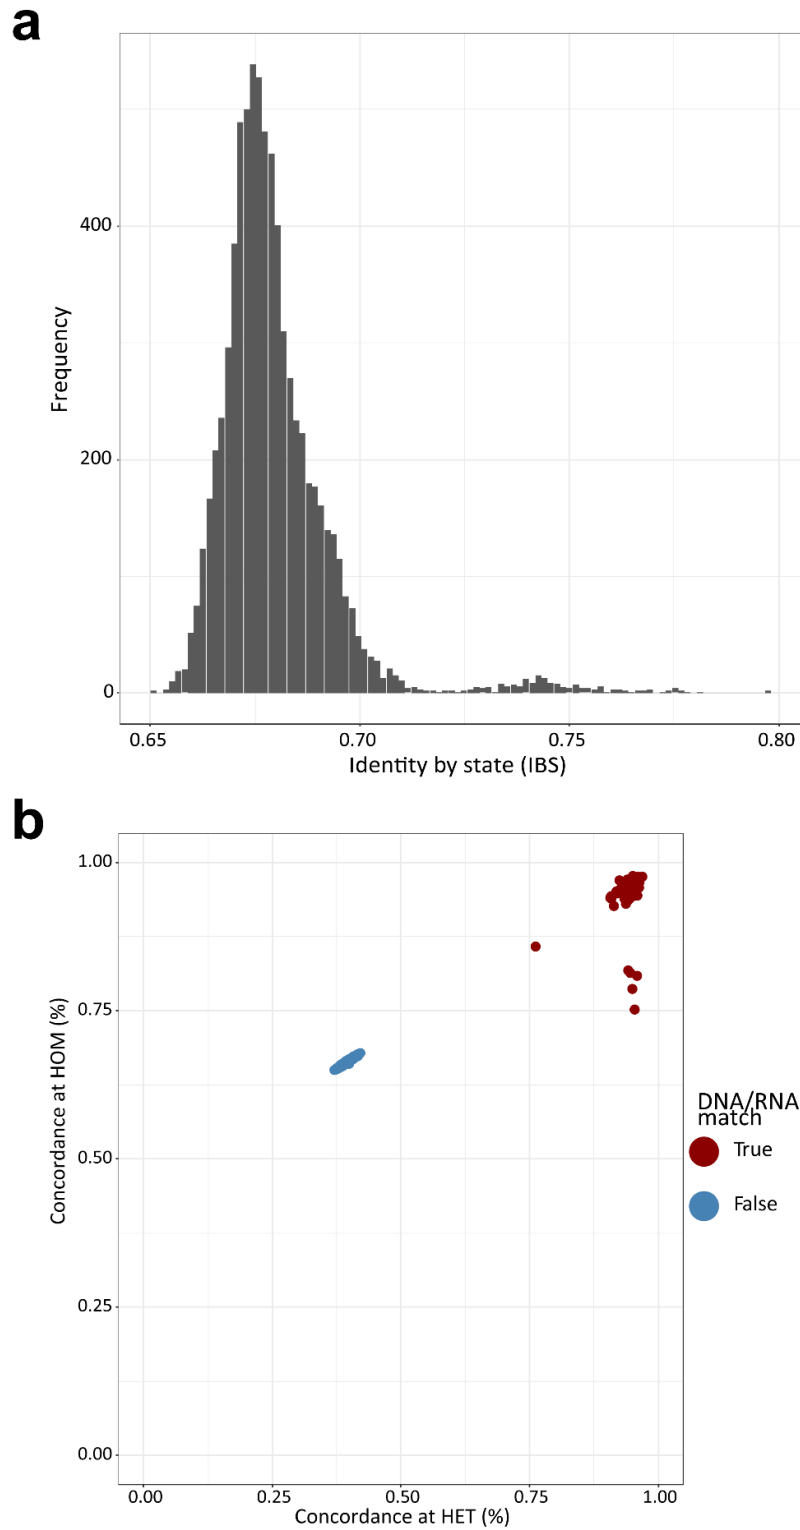 a
400
200
0
Frequency
0.65 0.70 0.75 0.80
Identity by state (IBS)
b
1.00
0.75
0.50
0.25
0.00
Concordance at HOM (%)
0.00 0.25 0.50 0.75 1.00
Concordance at HET (%)
DNA/RNA
match
True
False